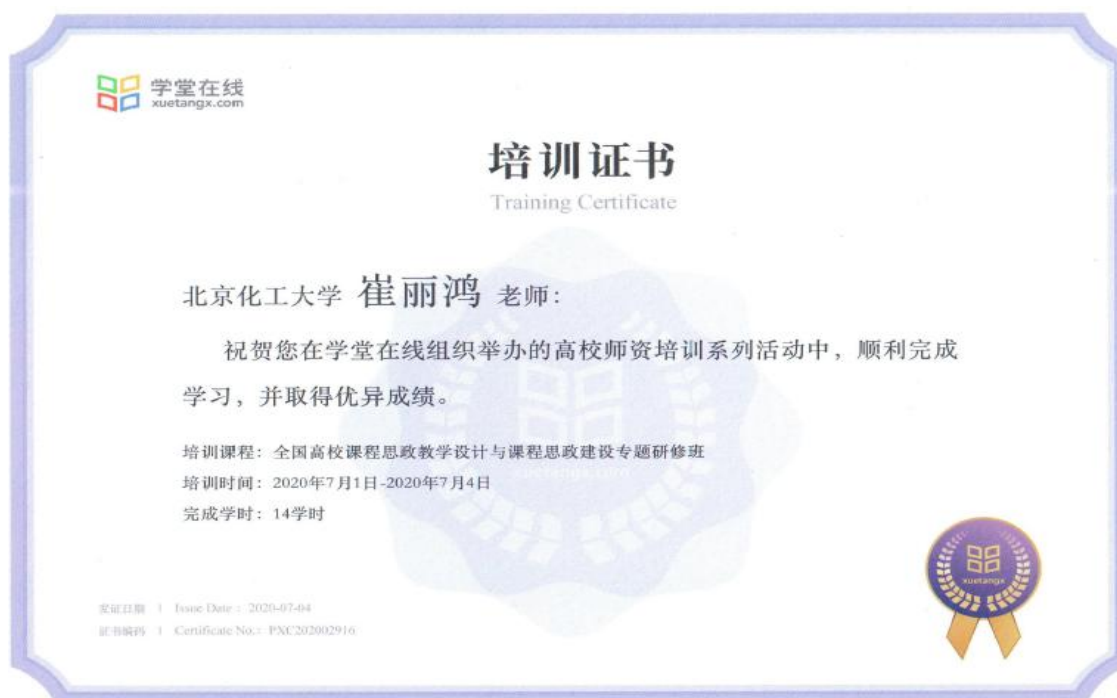 学堂在线
xuetangx.com
培训证书
Training Certificate
北京化工大学 崔丽鸿 老师：
祝贺您在学堂在线组织举办的高校师资培训系列活动中，顺利完成
学习，并取得优异成绩。
培训课程：全国高校课程思政教学设计与课程思政建设专题研修班
培训时间：2020年7月1日-2020年7月4日
完成学时：14学时
xuetangx.com
xuetangx
发证日期 | Issue Date： 2020-07-04
证书编码 | Certificate No.： PXC202002916